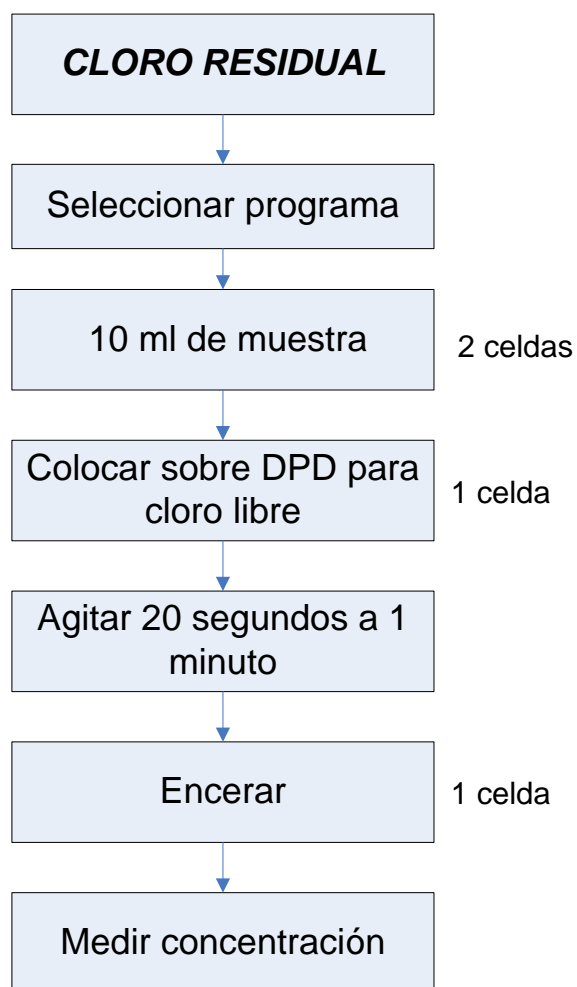 CLORO RESIDUAL
Seleccionar programa
10 ml de muestra
2 celdas
Colocar sobre DPD para
cloro libre
1 celda
Agitar 20 segundos a 1
minuto
Encerar
1 celda
Medir concentración